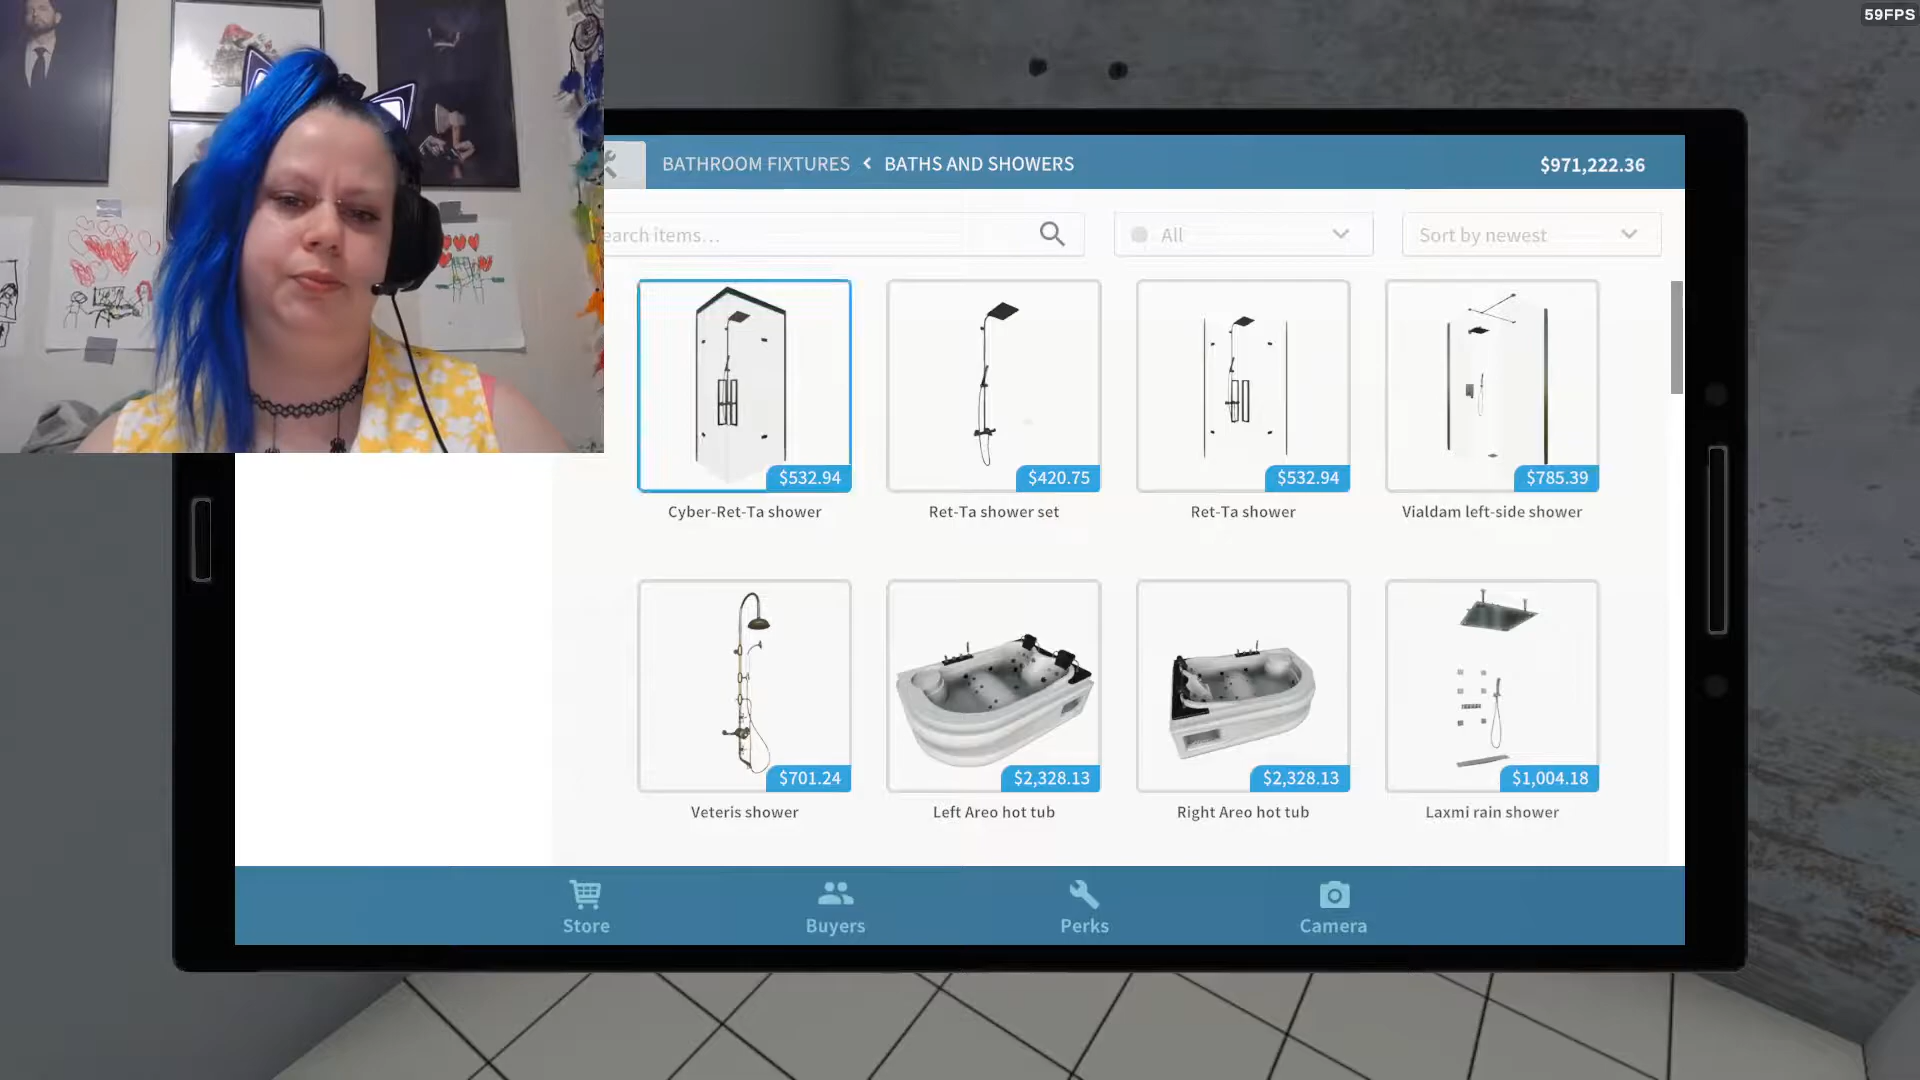 59FPS
BATHROOM FIXTURES < BATHS AND SHOWERS
$971,222.36
earch items...
All
Sort by newest
$532.94
$420.75
$532.94
$785.39
Cyber-Ret-Ta shower
Ret-Ta shower set
Ret-Ta shower
Vialdam left-side shower
$701.24
$2,328.13
$2,328.13
$1,004.18
Veteris shower
Left Areo hot tub
Right Areo hot tub
Laxmi rain shower
Store
Buyers
Perks
Camera